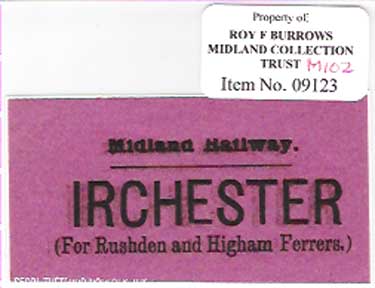 Property of:
ROY F BURROWS
MIDLAND COLLECTION
TRUST M102
Item No. 09123
Midland Railway.
IRCHESTER
(For Rushden and Higham Ferrers.)